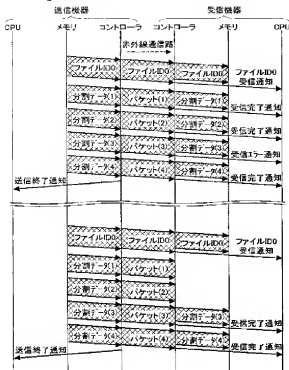 送信機器 受信機器
CPU メモリ コントローラ コントローラ メモリ CPU
赤外線通信路
ファイルID0 ファイルID0 ファイルID0 ファイルID0
受信通知
分割データ(1) パケット(1) 分割データ(1)
受信完了通知
分割データ(2) パケット(2) 分割データ(2)
受信完了通知
分割データ(3) パケット(3) 分割データ(3)
受信エラー通知
分割データ(4) パケット(4) 分割データ(4)
送信終了通知 受信完了通知
ファイルID0 ファイルID0 ファイルID0 ファイルID0
受信通知
分割データ(1) パケット(1)
分割データ(2) パケット(2)
分割データ(3) パケット(3) 分割データ(3)
受信完了通知
分割データ(4) パケット(4) 分割データ(4)
送信終了通知 受信完了通知